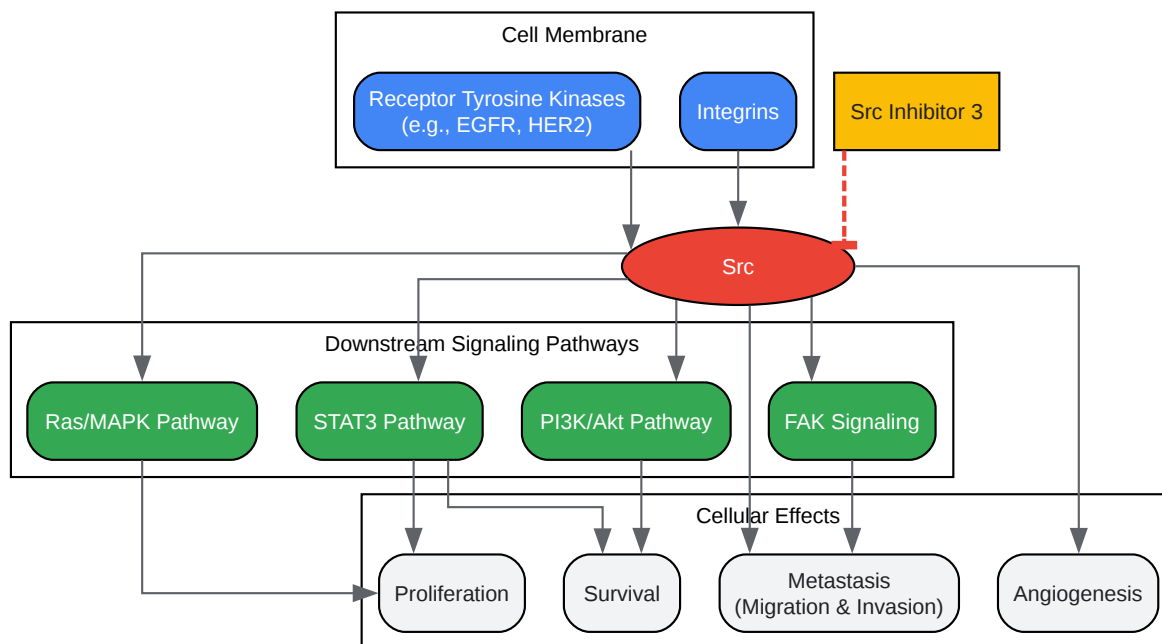 Cell Membrane
Receptor Tyrosine Kinases
(e.g., EGFR, HER2)
Integrins
Src Inhibitor 3
Src
Downstream Signaling Pathways
Ras/MAPK Pathway
STAT3 Pathway
PI3K/Akt Pathway
FAK Signaling
Cellular Effects
Proliferation
Survival
Metastasis
(Migration & Invasion)
Angiogenesis